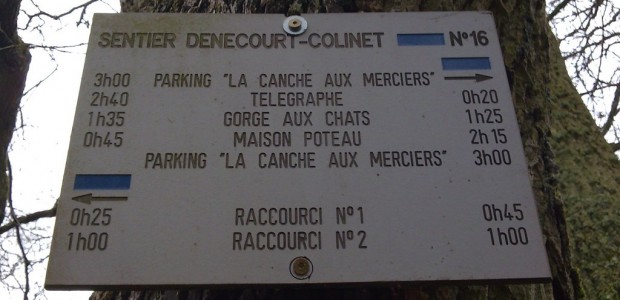 SENTIER DENECOURT-COLINET N°16
3h00 PARKING "LA CANCHE AUX MERCIERS"
2h40 TELEGRAPHE 0h20
1h35 GORGE AUX CHATS 1h25
0h45 MAISON POTEAU 2h15
PARKING "LA CANCHE AUX MERCIERS" 3h00
0h25 RACCOURCI N°1 0h45
1h00 RACCOURCI N°2 1h00